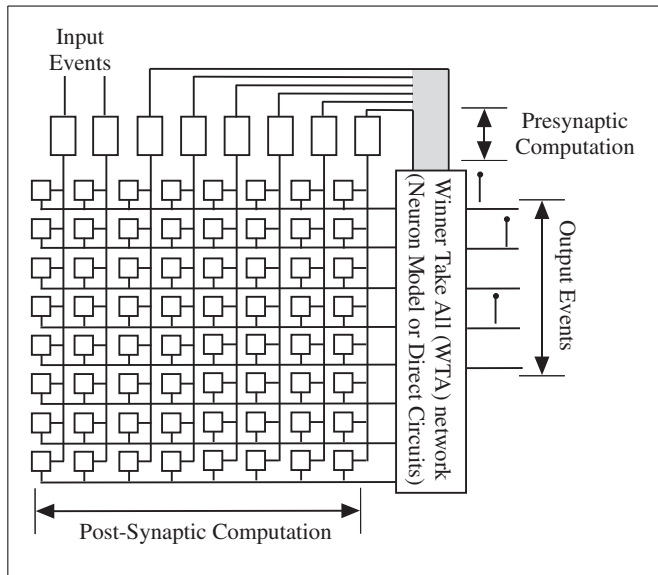 Input
Events
Presynaptic
Computation
Winner Take All (WTA) network
(Neuron Model or Direct Circuits)
Output Events
Post-Synaptic Computation